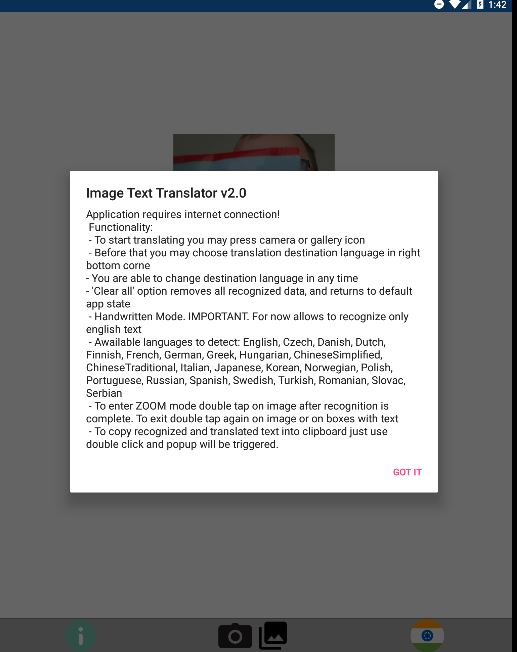 1:42
Image Text Translator v2.0
Application requires internet connection!
Functionality:
- To start translating you may press camera or gallery icon
- Before that you may choose translation destination language in right
bottom corne
- You are able to change destination language in any time
- 'Clear all' option removes all recognized data, and returns to default
app state
- Handwritten Mode. IMPORTANT. For now allows to recognize only
english text
- Awailable languages to detect: English, Czech, Danish, Dutch,
Finnish, French, German, Greek, Hungarian, ChineseSimplified,
ChineseTraditional, Italian, Japanese, Korean, Norwegian, Polish,
Portuguese, Russian, Spanish, Swedish, Turkish, Romanian, Slovac,
Serbian
- To enter ZOOM mode double tap on image after recognition is
complete. To exit double tap again on image or on boxes with text
- To copy recognized and translated text into clipboard just use
double click and popup will be triggered.
GOT IT